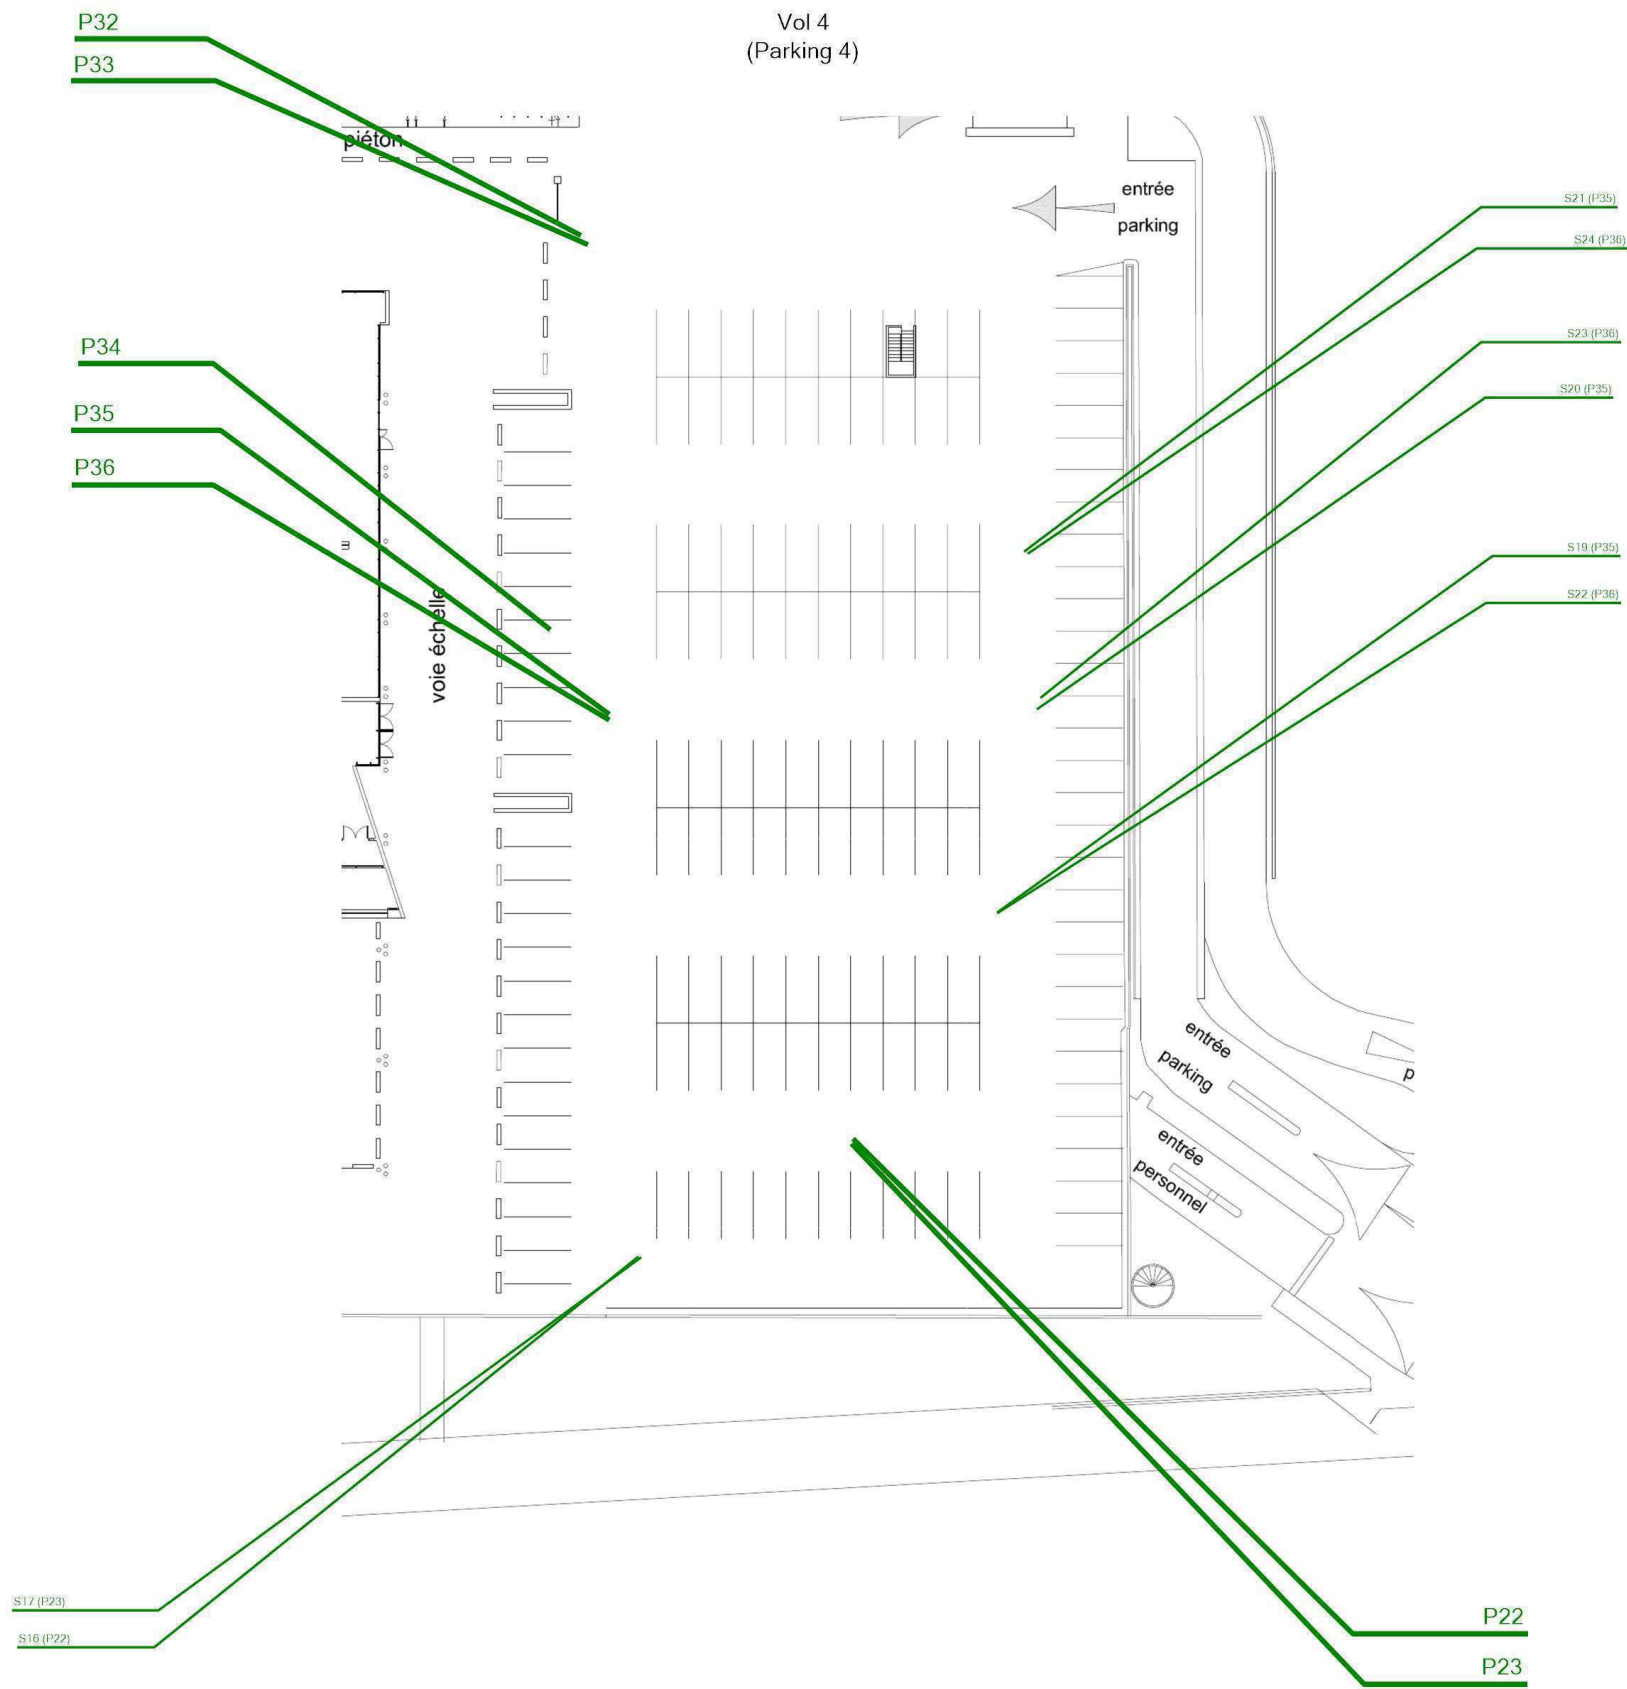 Vol 4
(Parking 4)
P32
P33
piéton
entrée
parking
S21 (P35)
S24 (P36)
P34
S23 (P36)
P35
S20 (P35)
P36
S19 (P35)
S22 (P36)
voie échelle
entrée
parking
p
entrée
personnel
S17 (P23)
S16 (P22)
P22
P23